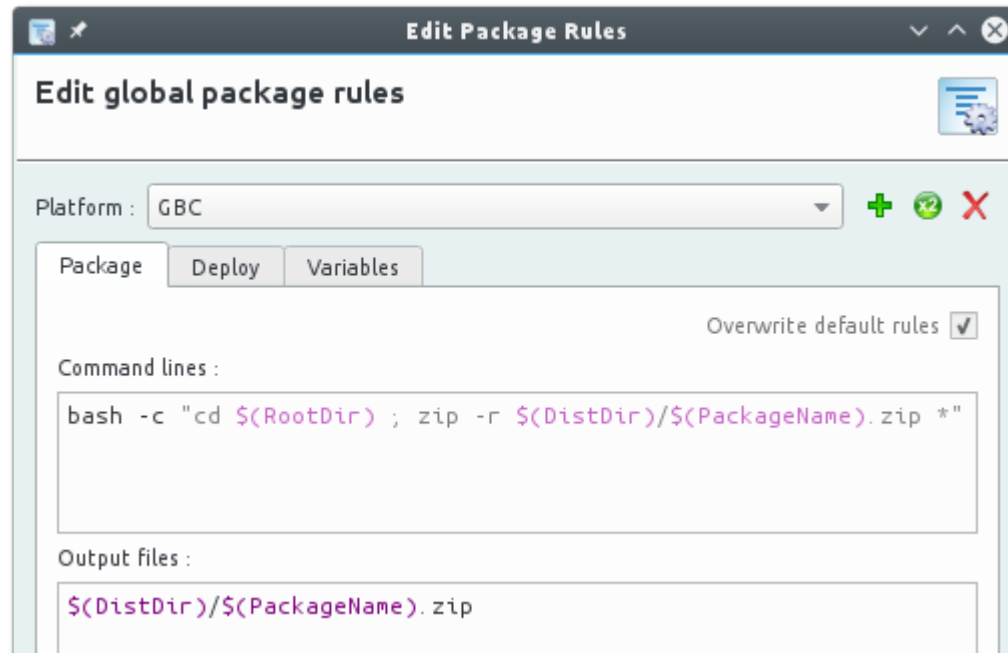 Edit Package Rules
Edit global package rules
Platform : GBC x2
Package Deploy Variables
Overwrite default rules
Command lines :
bash -c "cd $(RootDir) ; zip -r $(DistDir)/$(PackageName).zip *"
Output files :
$(DistDir)/$(PackageName).zip